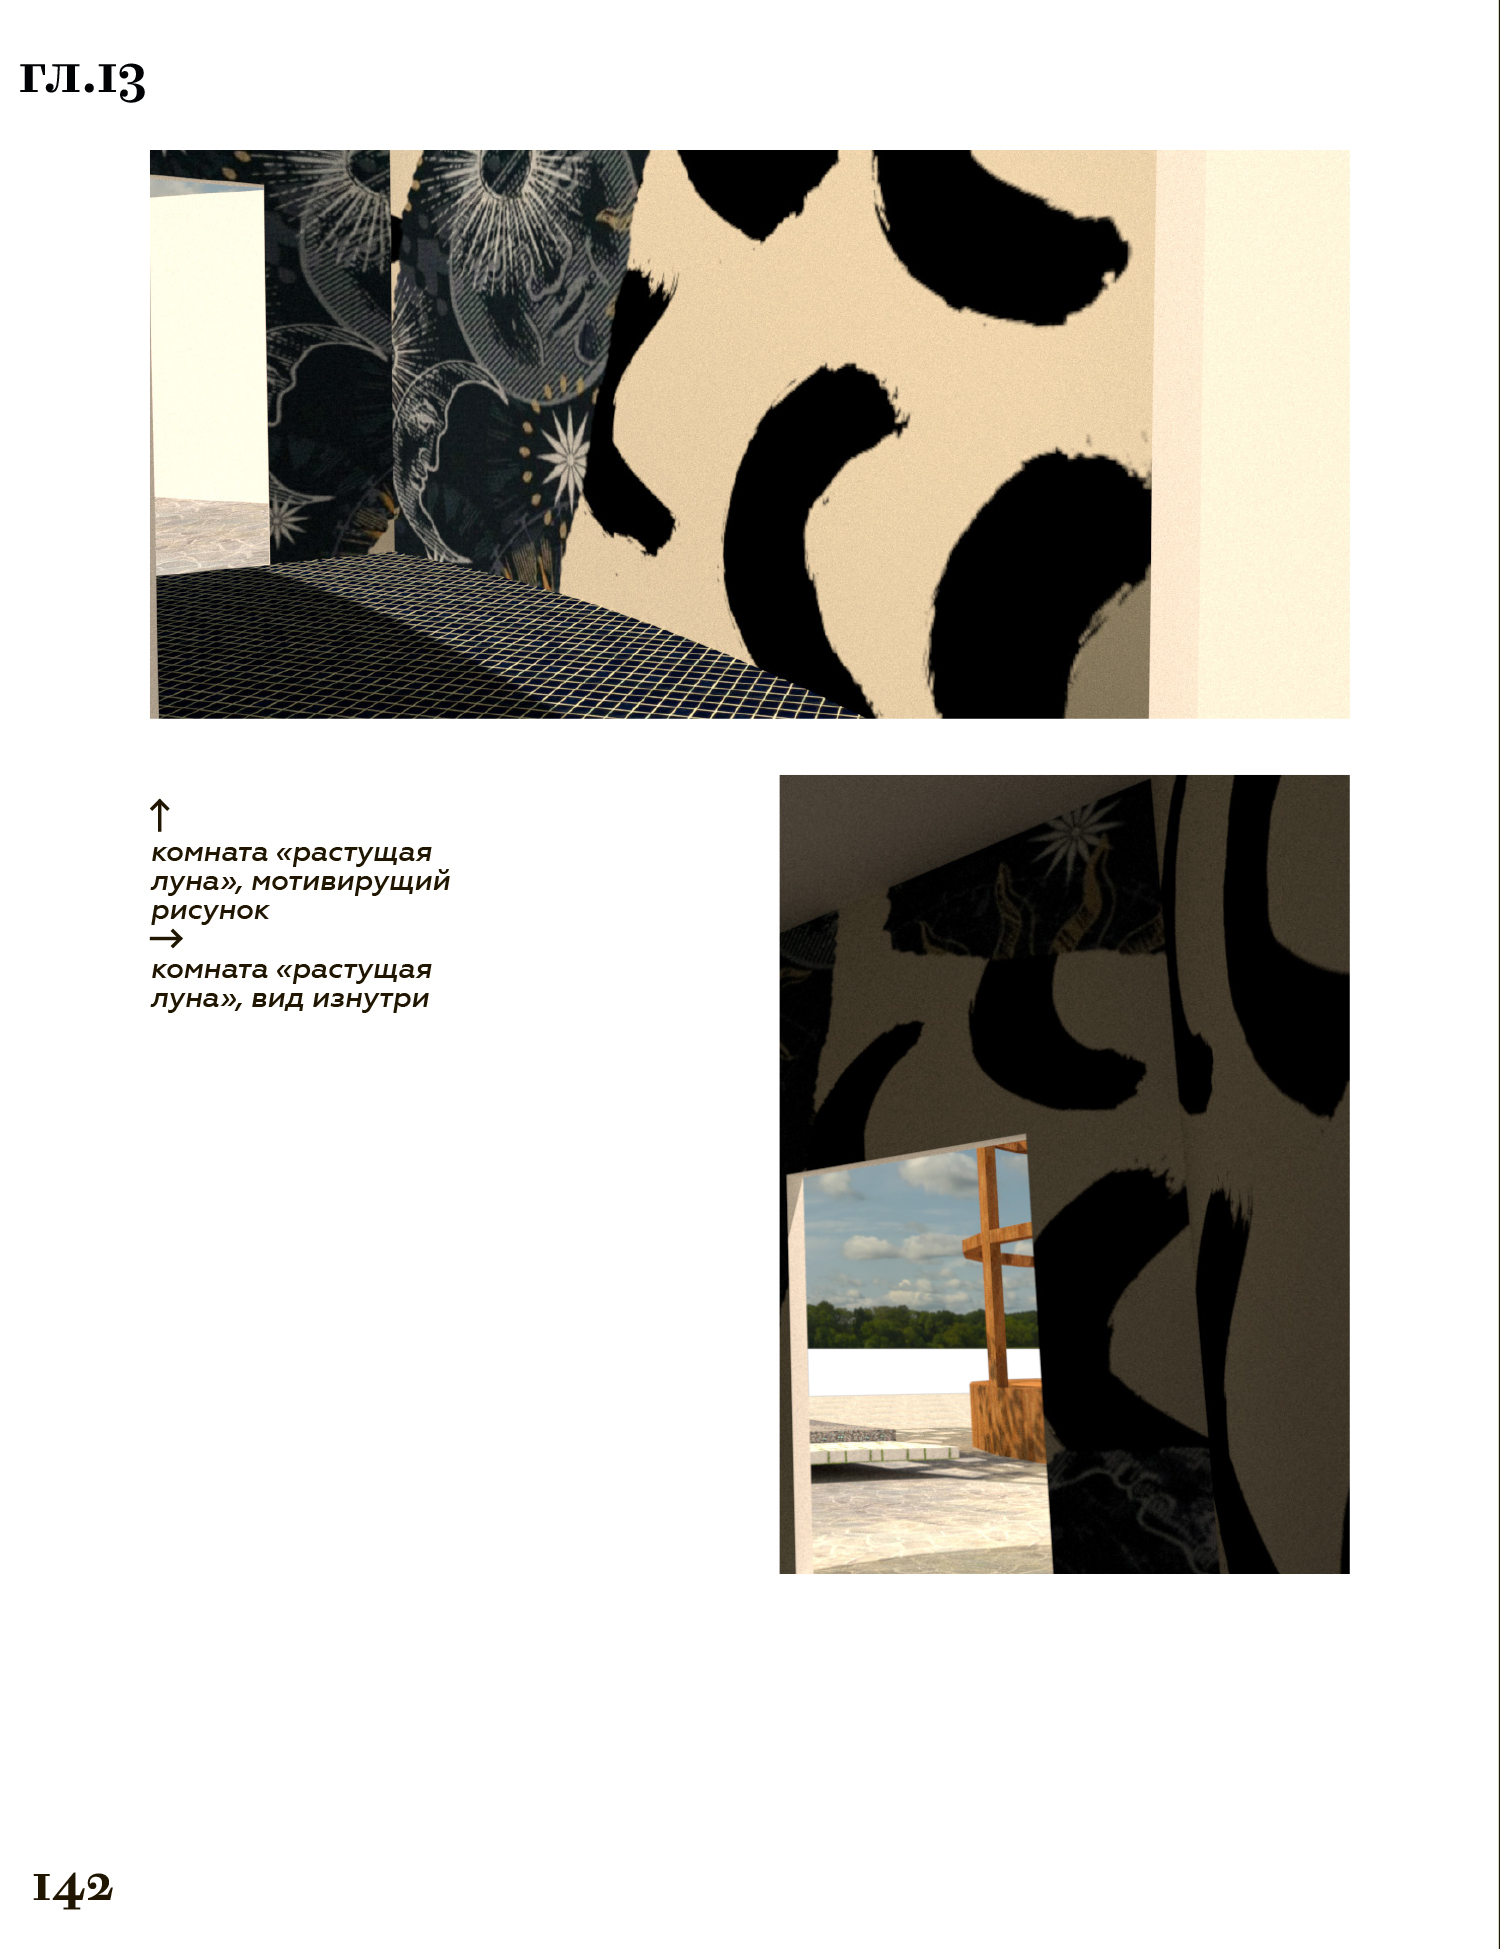 гл.13
↑
комната «растущая
луна», мотивирущий
рисунок
→
комната «растущая
луна», вид изнутри
142